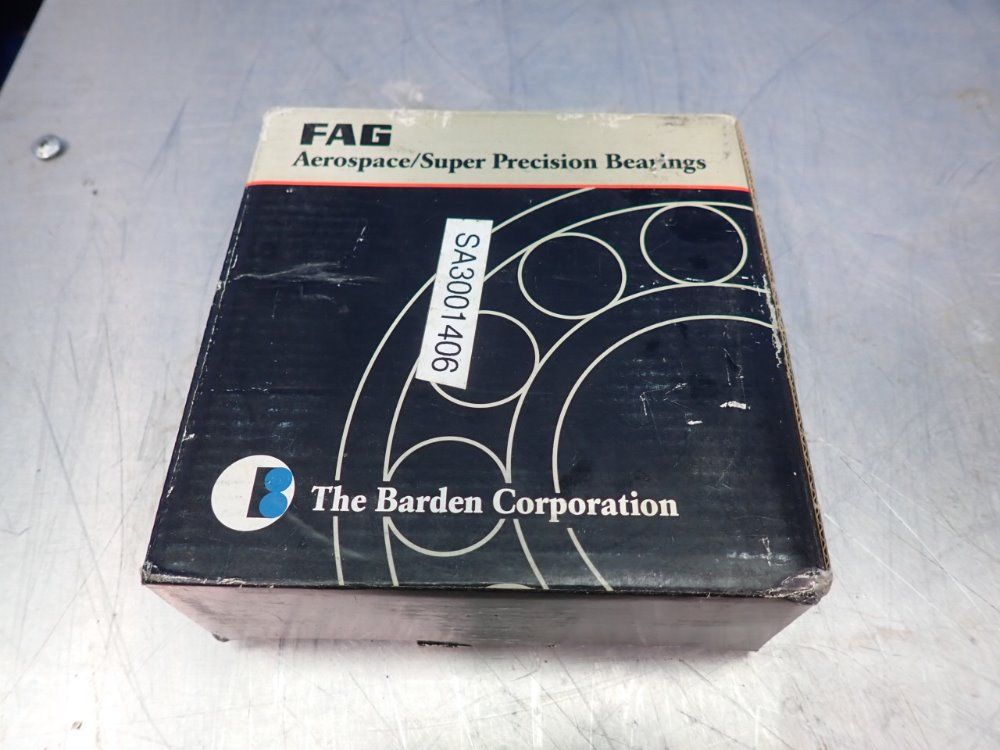 FAG
Aerospace/Super Precision Bearings
SA3001406
The Barden Corporation